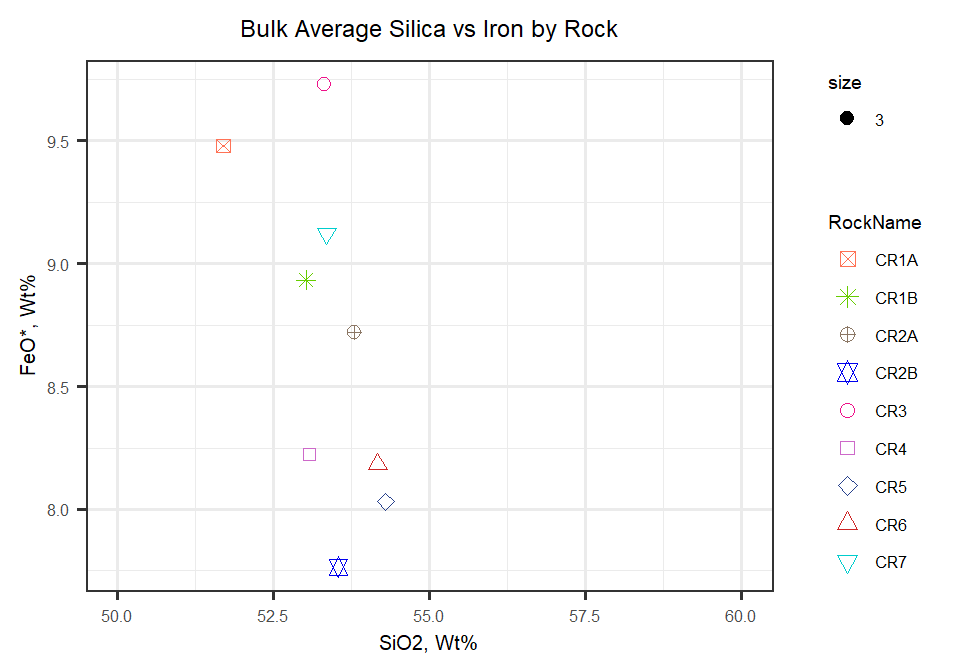 Bulk Average Silica vs Iron by Rock
FeO*, Wt%
9.5
9.0
8.5
8.0
50.0
52.5
55.0
57.5
60.0
SiO2, Wt%
size
3
RockName
CR1A
CR1B
CR2A
CR2B
CR3
CR4
CR5
CR6
CR7